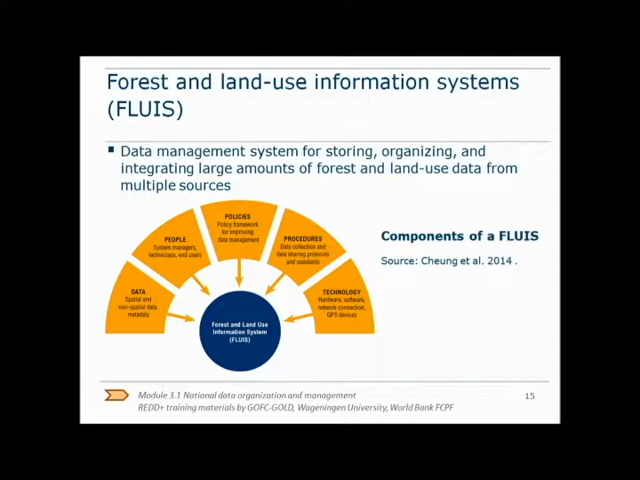 Forest and land-use information systems
(FLUIS)
Data management system for storing, organizing, and
integrating large amounts of forest and land-use data from
multiple sources
POLICIES
Policy framework
for improving
data management
PEOPLE
System managers,
technicians, end users
PROCEDURES
Data collection and
data sharing protocols
and standards
DATA
Spatial and
non-spatial data,
metadata
TECHNOLOGY
Hardware, software,
network connection,
GPS devices
Forest and Land Use
Information System
(FLUIS)
Components of a FLUIS
Source: Cheung et al. 2014 .
Module 3.1 National data organization and management
REDD+ training materials by GOFC-GOLD, Wageningen University, World Bank FCPF
15